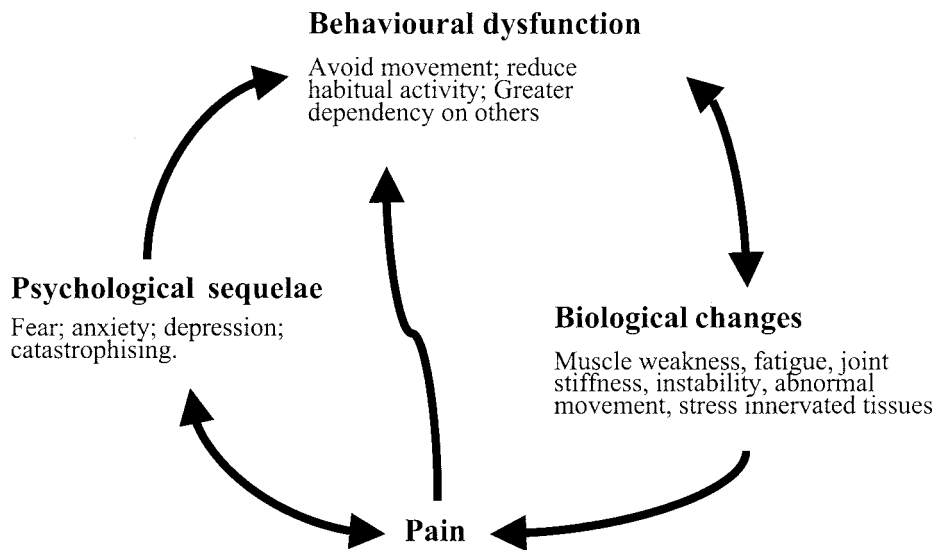 Behavioural dysfunction
Avoid movement; reduce
habitual activity; Greater
dependency on others
Psychological sequelae
Fear; anxiety; depression;
catastrophising.
Biological changes
Muscle weakness, fatigue, joint
stiffness, instability, abnormal
movement, stress innervated tissues
Pain